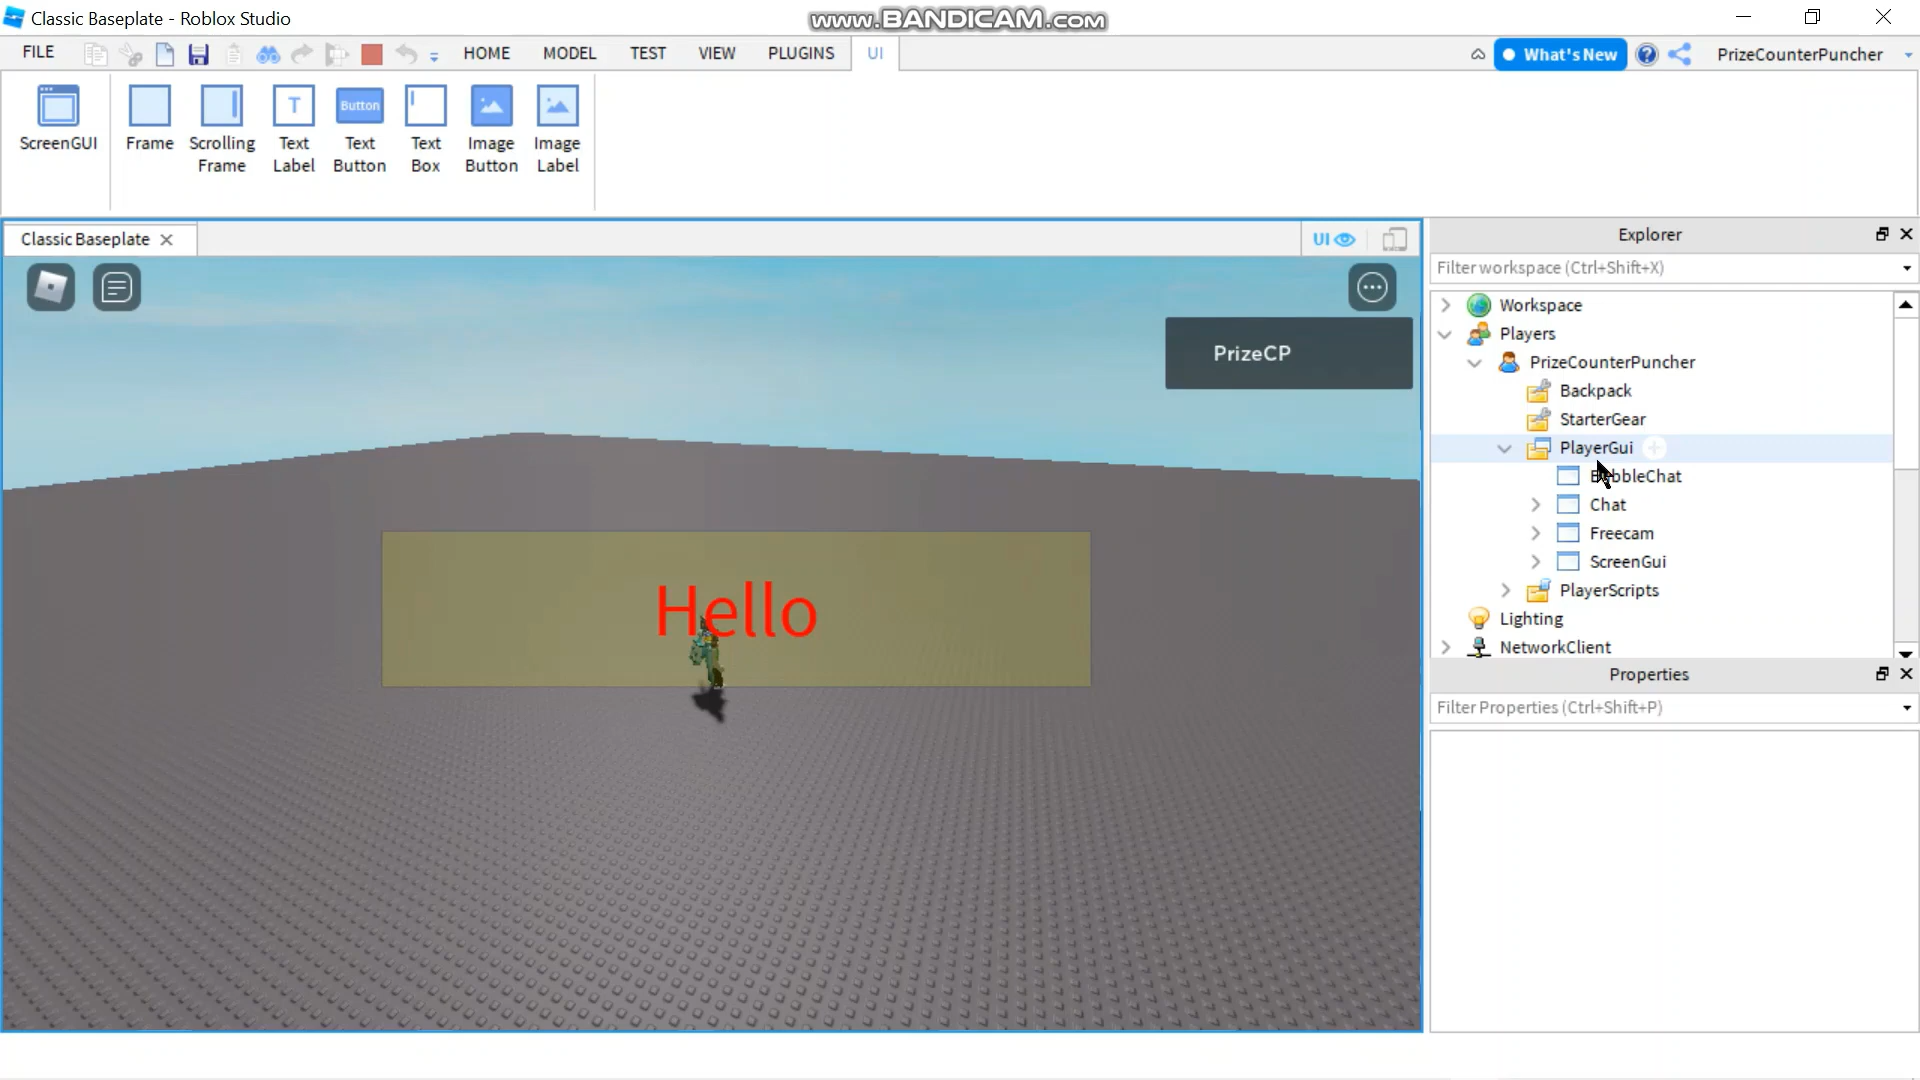 Classic Baseplate - Roblox Studio
www.BANDICAM.com
FILE
HOME
MODEL
TEST
VIEW
PLUGINS
UI
What's New
PrizeCounterPuncher
ScreenGUI
Frame
Scrolling
Frame
T
Text
Label
Button
Text
Button
Text
Box
Image
Button
Image
Label
Classic Baseplate
UI
Explorer
Filter workspace (Ctrl+Shift+X)
Workspace
Players
PrizeCounterPuncher
Backpack
StarterGear
PlayerGui
BubbleChat
Chat
Freecam
ScreenGui
PlayerScripts
Lighting
NetworkClient
PrizeCP
Hello
Properties
Filter Properties (Ctrl+Shift+P)